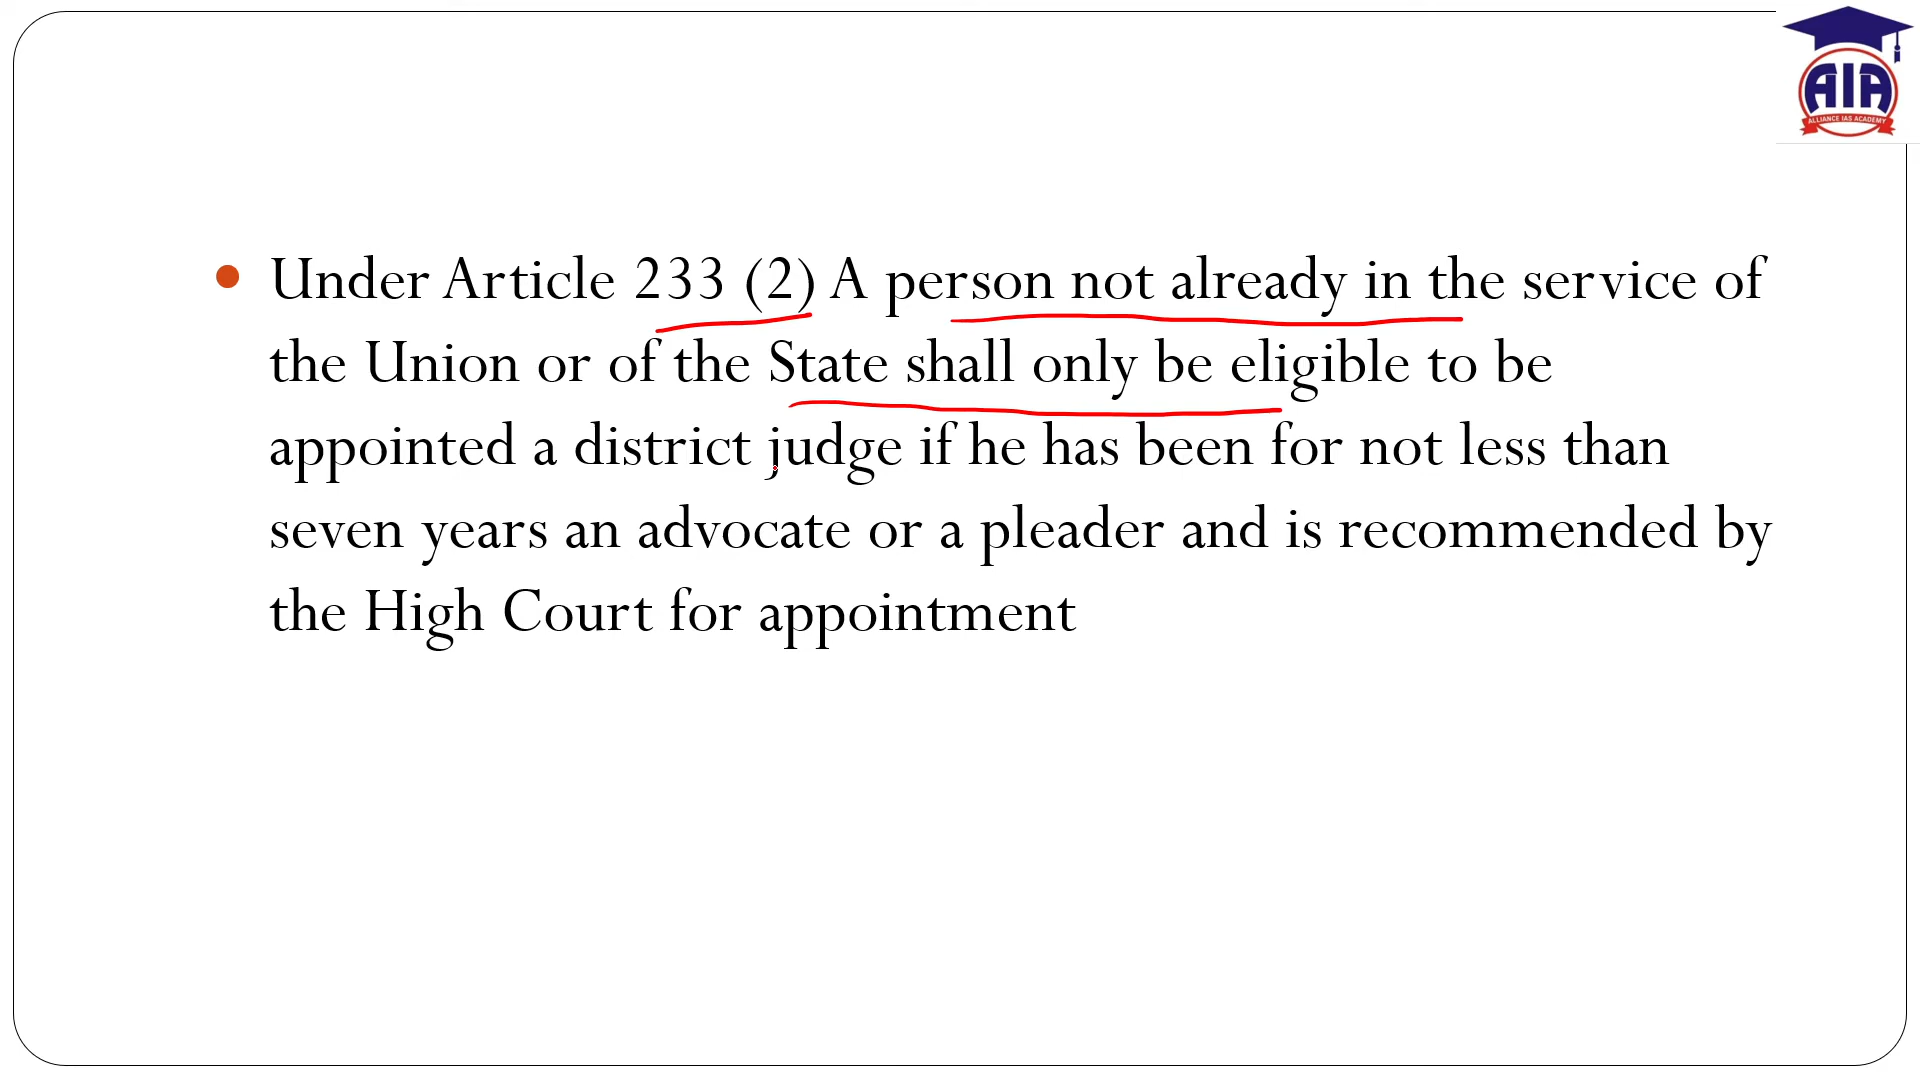 AIA
ALLIANCE IAS ACADEMY
Under Article 233 (2) A person not already in the service of
the Union or of the State shall only be eligible to be
appointed a district judge if he has been for not less than
seven years an advocate or a pleader and is recommended by
the High Court for appointment